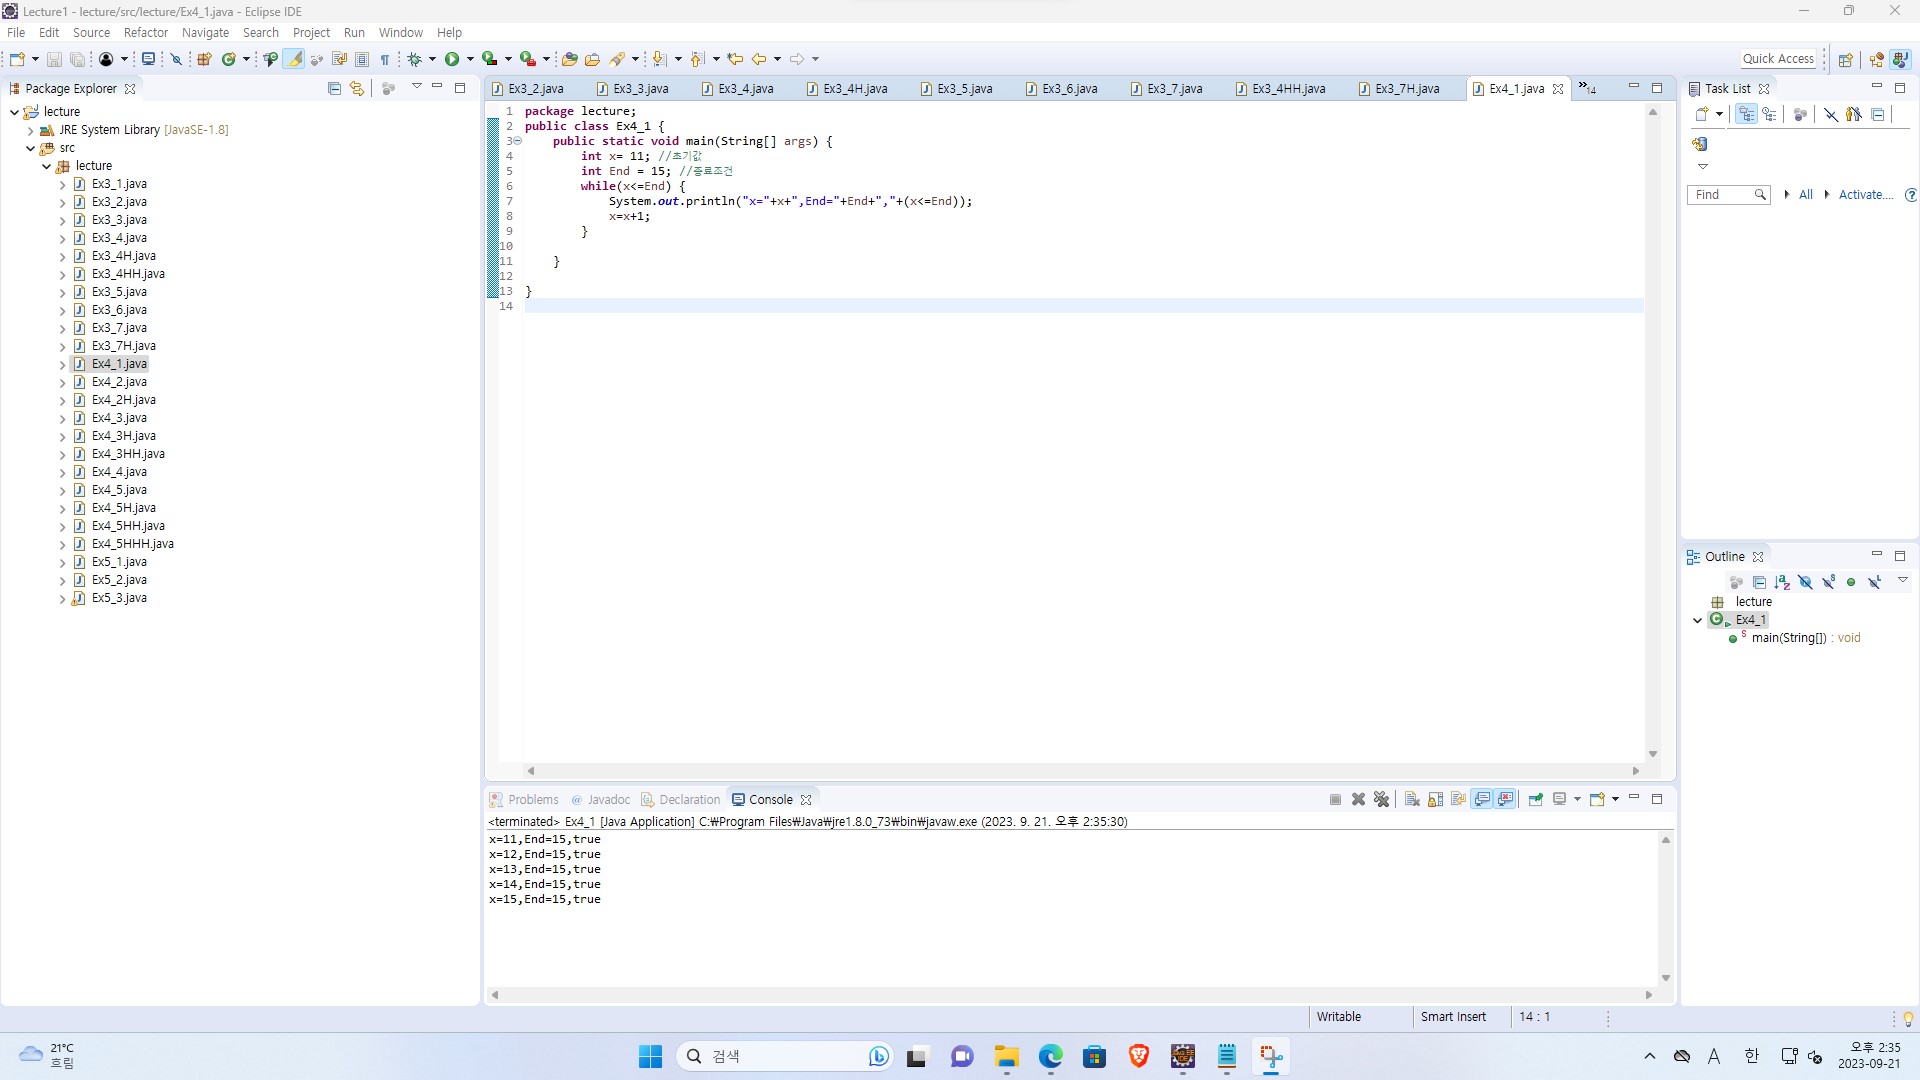 Lecture1 - lecture/src/lecture/Ex4_1.java - Eclipse IDE
File Edit Source Refactor Navigate Search Project Run Window Help
Quick Access
Package Explorer
lecture
JRE System Library [JavaSE-1.8]
src
lecture
Ex3_1.java
Ex3_2.java
Ex3_3.java
Ex3_4.java
Ex3_4H.java
Ex3_4HH.java
Ex3_5.java
Ex3_6.java
Ex3_7.java
Ex3_7H.java
Ex4_1.java
Ex4_2.java
Ex4_2H.java
Ex4_3.java
Ex4_3H.java
Ex4_3HH.java
Ex4_4.java
Ex4_5.java
Ex4_5H.java
Ex4_5HH.java
Ex4_5HHH.java
Ex5_1.java
Ex5_2.java
Ex5_3.java
Ex3_2.java Ex3_3.java Ex3_4.java Ex3_4H.java Ex3_5.java Ex3_6.java Ex3_7.java Ex3_4HH.java Ex3_7H.java Ex4_1.java »14
1 package lecture;
2 public class Ex4_1 {
3 public static void main(String[] args) {
4 int x= 11; //초기값
5 int End = 15; //종료조건
6 while(x<=End) {
7 System.out.println("x="+x+",End="+End+","+(x<=End));
8 x=x+1;
9 }
10
11 }
12
13 }
14
Problems Javadoc Declaration Console
<terminated> Ex4_1 [Java Application] C:₩Program Files₩Java₩jre1.8.0_73₩bin₩javaw.exe (2023. 9. 21. 오후 2:35:30)
x=11,End=15,true
x=12,End=15,true
x=13,End=15,true
x=14,End=15,true
x=15,End=15,true
Task List
Find All Activate...
Outline
lecture
Ex4_1
main(String[]) : void
Writable Smart Insert 14 : 1
21°C
흐림
검색
A 한
오후 2:35
2023-09-21